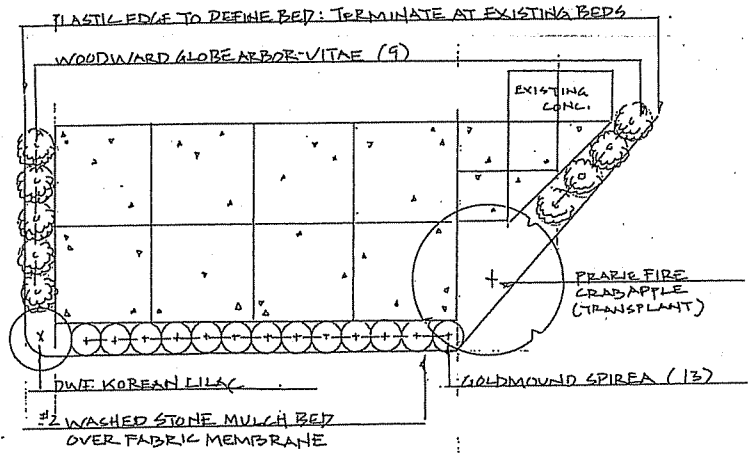 PLASTIC EDGE TO DEFINE BED: TERMINATE AT EXISTING BEDS
WOODWARD GLOBE ARBOR-VITAE (9)
EXISTING
CONC.
PRARIE FIRE
CRABAPPLE
(TRANSPLANT)
DWF KOREAN LILAC
GOLDMOUND SPIREA (13)
#2 WASHED STONE MULCH BED
OVER FABRIC MEMBRANE